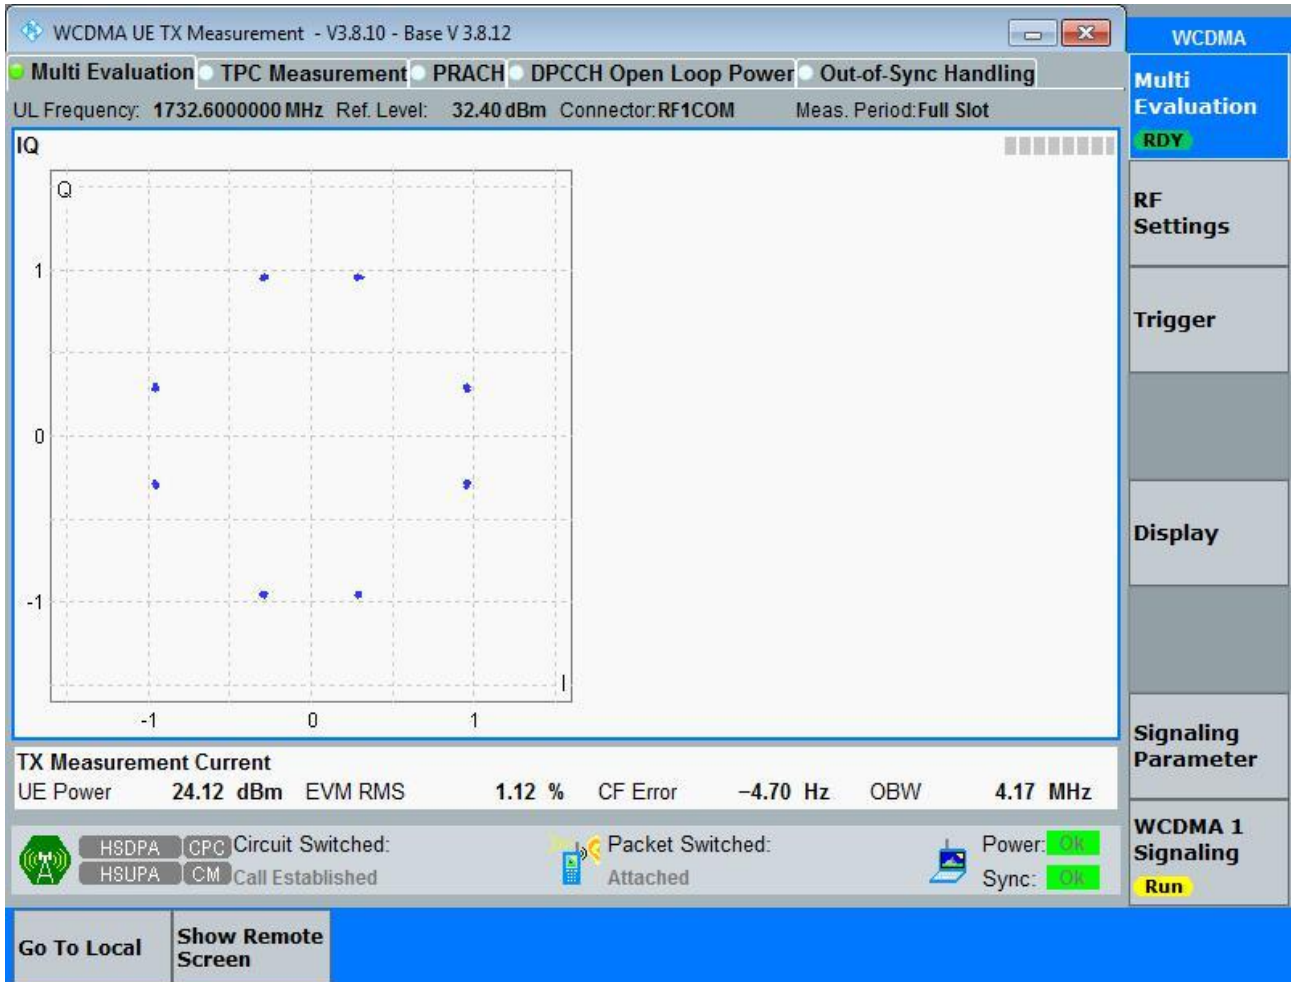 WCDMA UE TX Measurement - V3.8.10 - Base V 3.8.12
WCDMA
Multi Evaluation TPC Measurement PRACH DPCCH Open Loop Power Out-of-Sync Handling
UL Frequency: 1732.6000000 MHz Ref. Level: 32.40 dBm Connector: RF1COM Meas. Period: Full Slot
Multi
Evaluation
RDY
IQ
Q
1
0
-1
I
-1 0 1
RF
Settings
Trigger
Display
Signaling
Parameter
TX Measurement Current
UE Power 24.12 dBm EVM RMS 1.12 % CF Error −4.70 Hz OBW 4.17 MHz
HSDPA CPC Circuit Switched: Packet Switched: Power: Ok
HSUPA CM Call Established Attached Sync: Ok
WCDMA 1
Signaling
Run
Go To Local
Show Remote
Screen